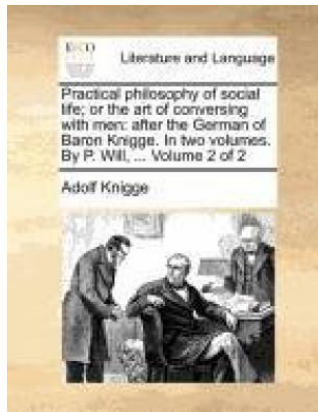 ECCO
Literature and Language
Practical philosophy of social
life; or the art of conversing
with men: after the German of
Baron Knigge. In two volumes.
By P. Will, ... Volume 2 of 2
Adolf Knigge